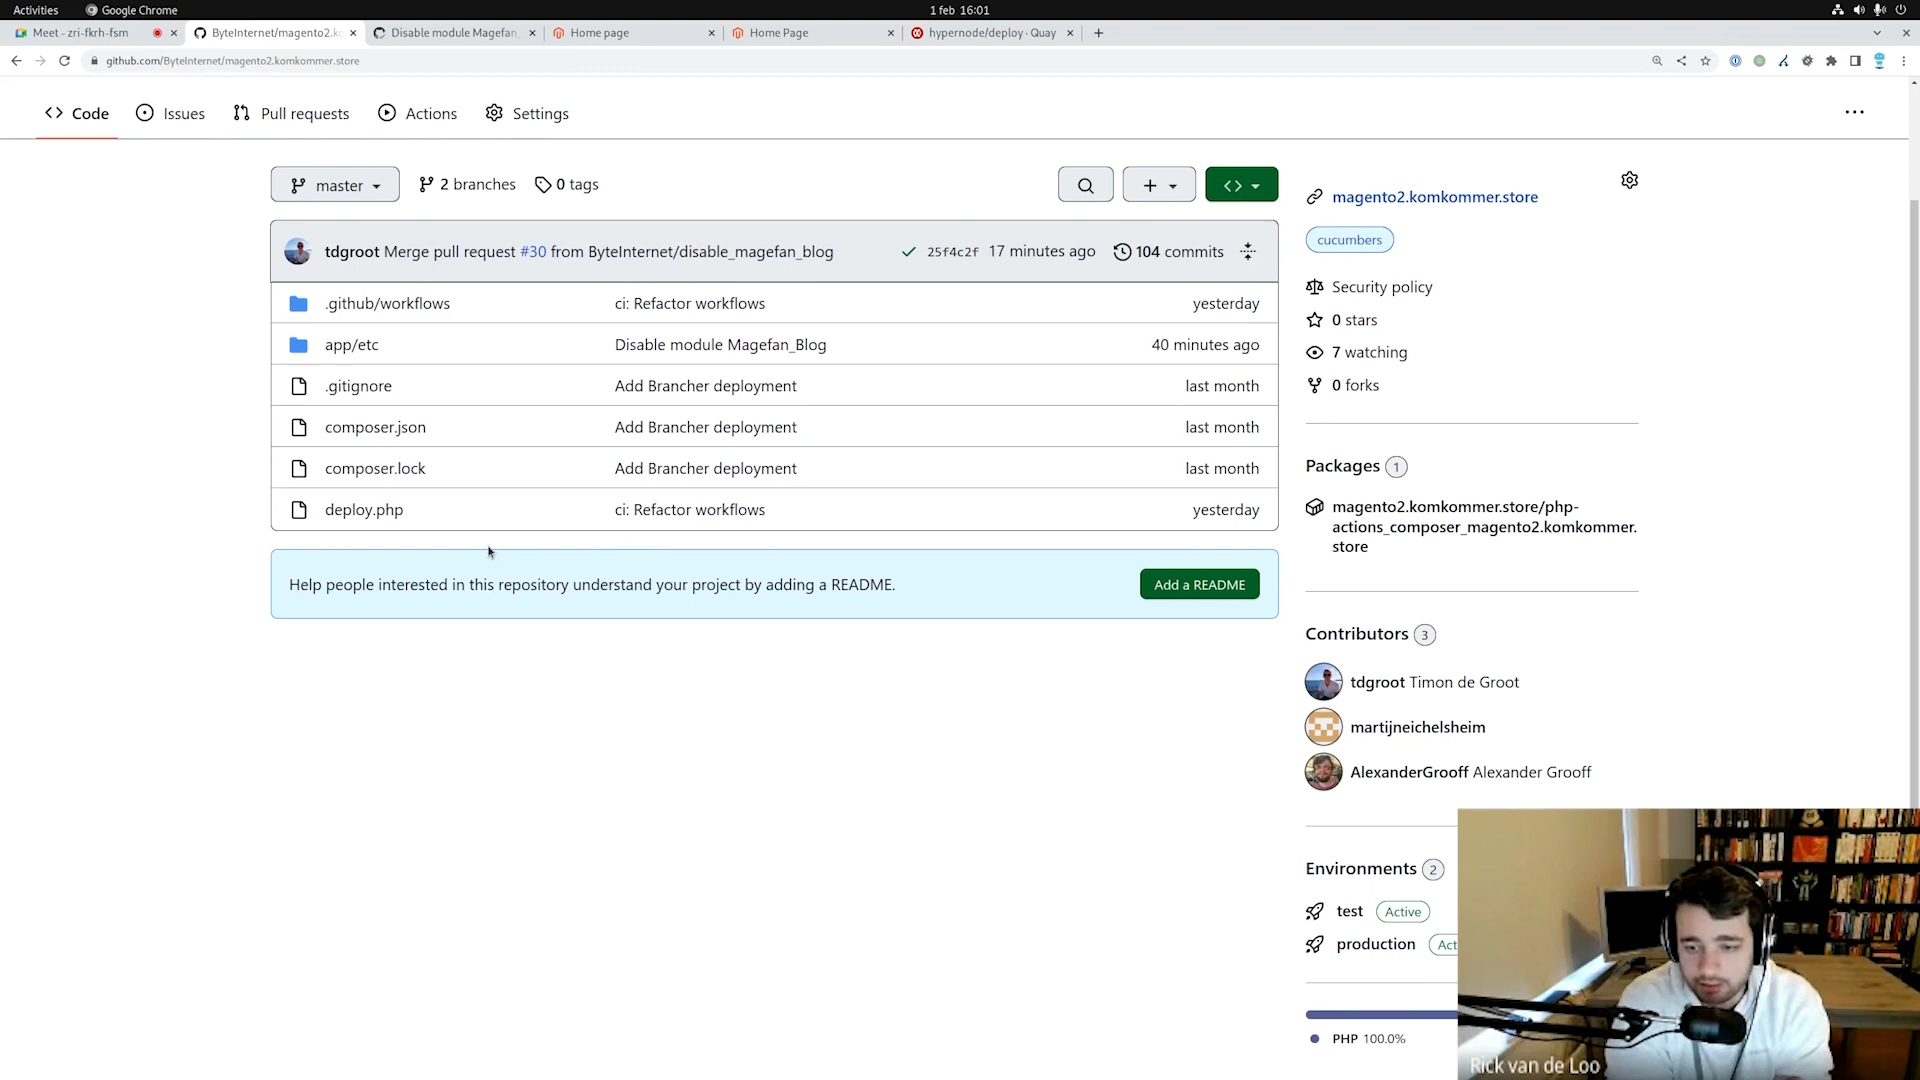 Activities
Google Chrome
1 feb 16:01
Meet - zri-fkrh-fsm
ByteInternet/magento2.kc
Disable module Magefan
Home page
Home Page
hypernode/deploy · Quay
github.com/ByteInternet/magento2.komkommer.store
Code
Issues
Pull requests
Actions
Settings
master
2 branches
0 tags
magento2.komkommer.store
cucumbers
tdgroot Merge pull request #30 from ByteInternet/disable_magefan_blog
25f4c2f 17 minutes ago
104 commits
.github/workflows
ci: Refactor workflows
yesterday
app/etc
Disable module Magefan_Blog
40 minutes ago
.gitignore
Add Brancher deployment
last month
composer.json
Add Brancher deployment
last month
composer.lock
Add Brancher deployment
last month
deploy.php
ci: Refactor workflows
yesterday
Help people interested in this repository understand your project by adding a README.
Add a README
Security policy
0 stars
7 watching
0 forks
Packages 1
magento2.komkommer.store/php-
actions_composer_magento2.komkommer.
store
Contributors 3
tdgroot Timon de Groot
martijneichelsheim
AlexanderGrooff Alexander Grooff
Environments 2
test Active
production Act
PHP 100.0%
Rick van de Loo